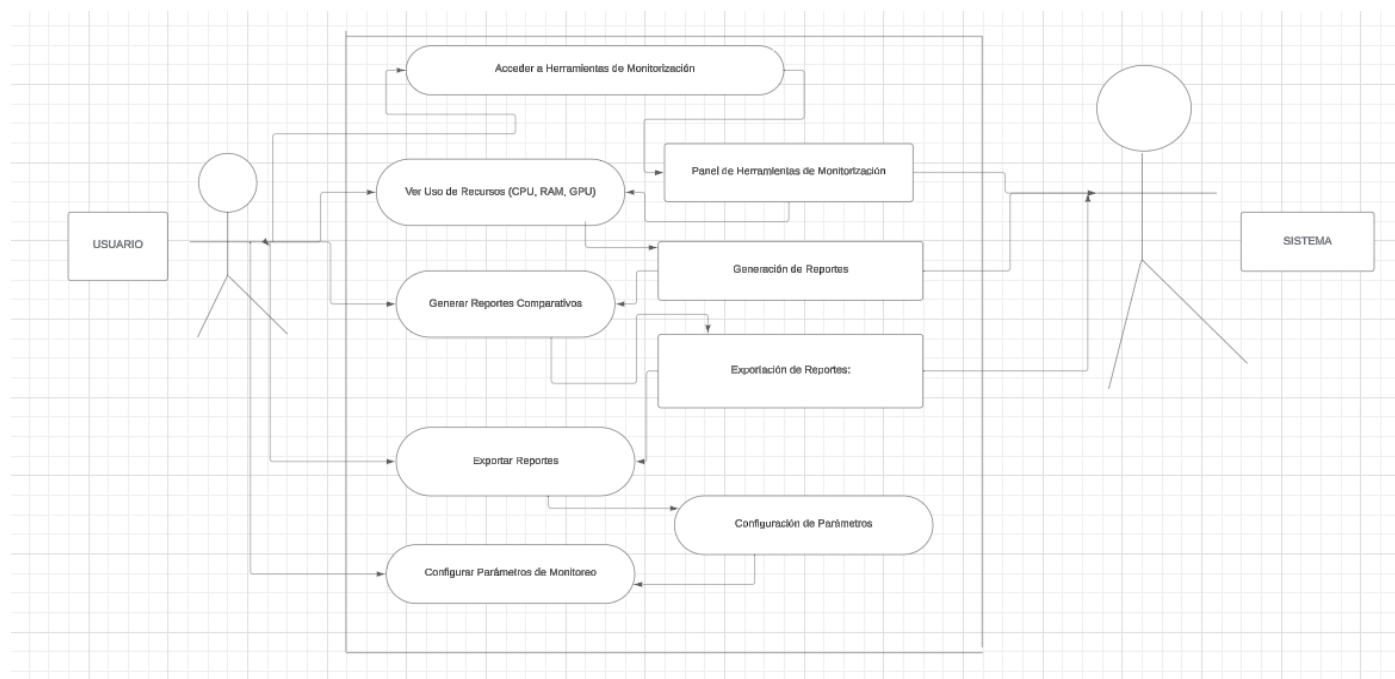 Acceder a Herramientas de Monitorización
Panel de Herramientas de Monitorización
Ver Uso de Recursos (CPU, RAM, GPU)
USUARIO
SISTEMA
Generación de Reportes
Generar Reportes Comparativos
Exportación de Reportes:
Exportar Reportes
Configuración de Parámetros
Configurar Parámetros de Monitoreo